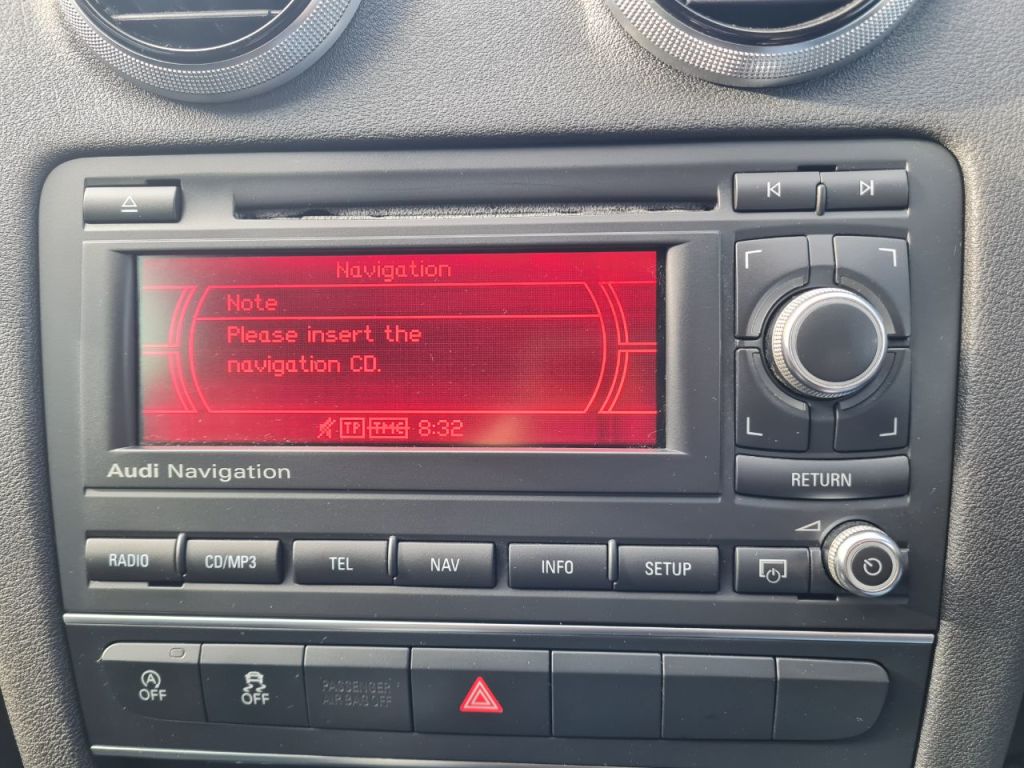 Navigation
Note
Please insert the
navigation CD.
TP TMC 8:32
Audi Navigation
RETURN
RADIO
CD/MP3
TEL
NAV
INFO
SETUP
A OFF
OFF
PASSENGER
AIR BAG OFF